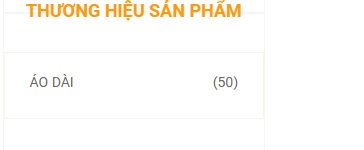 THƯƠNG HIỆU SẢN PHẨM
ÁO DÀI (50)